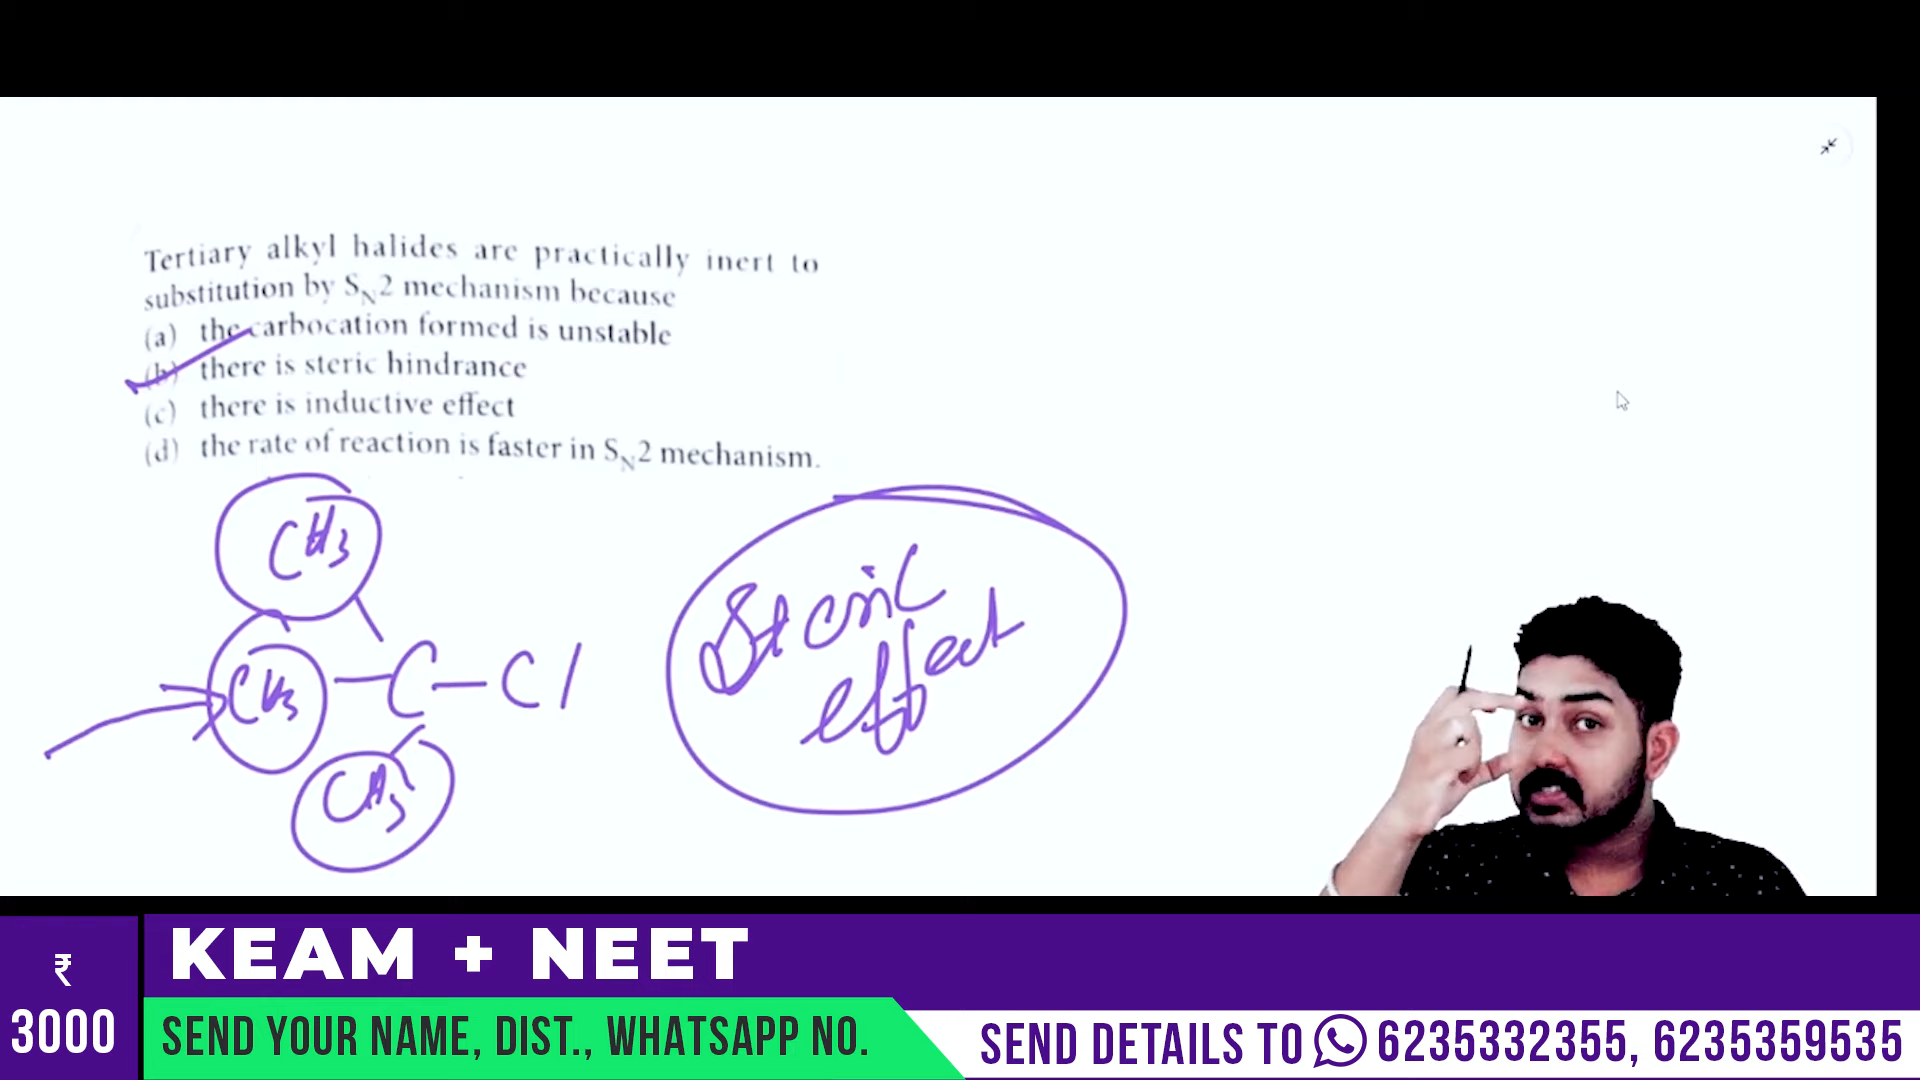 Tertiary alkyl halides are practically inert to
substitution by SN2 mechanism because
(a) the carbocation formed is unstable
(b) there is steric hindrance
(c) there is inductive effect
(d) the rate of reaction is faster in SN2 mechanism.
CH3
CH3 - C - Cl
CH3
Steric
effect
₹
3000
KEAM + NEET
SEND YOUR NAME, DIST., WHATSAPP NO.
SEND DETAILS TO 6235332355, 6235359535